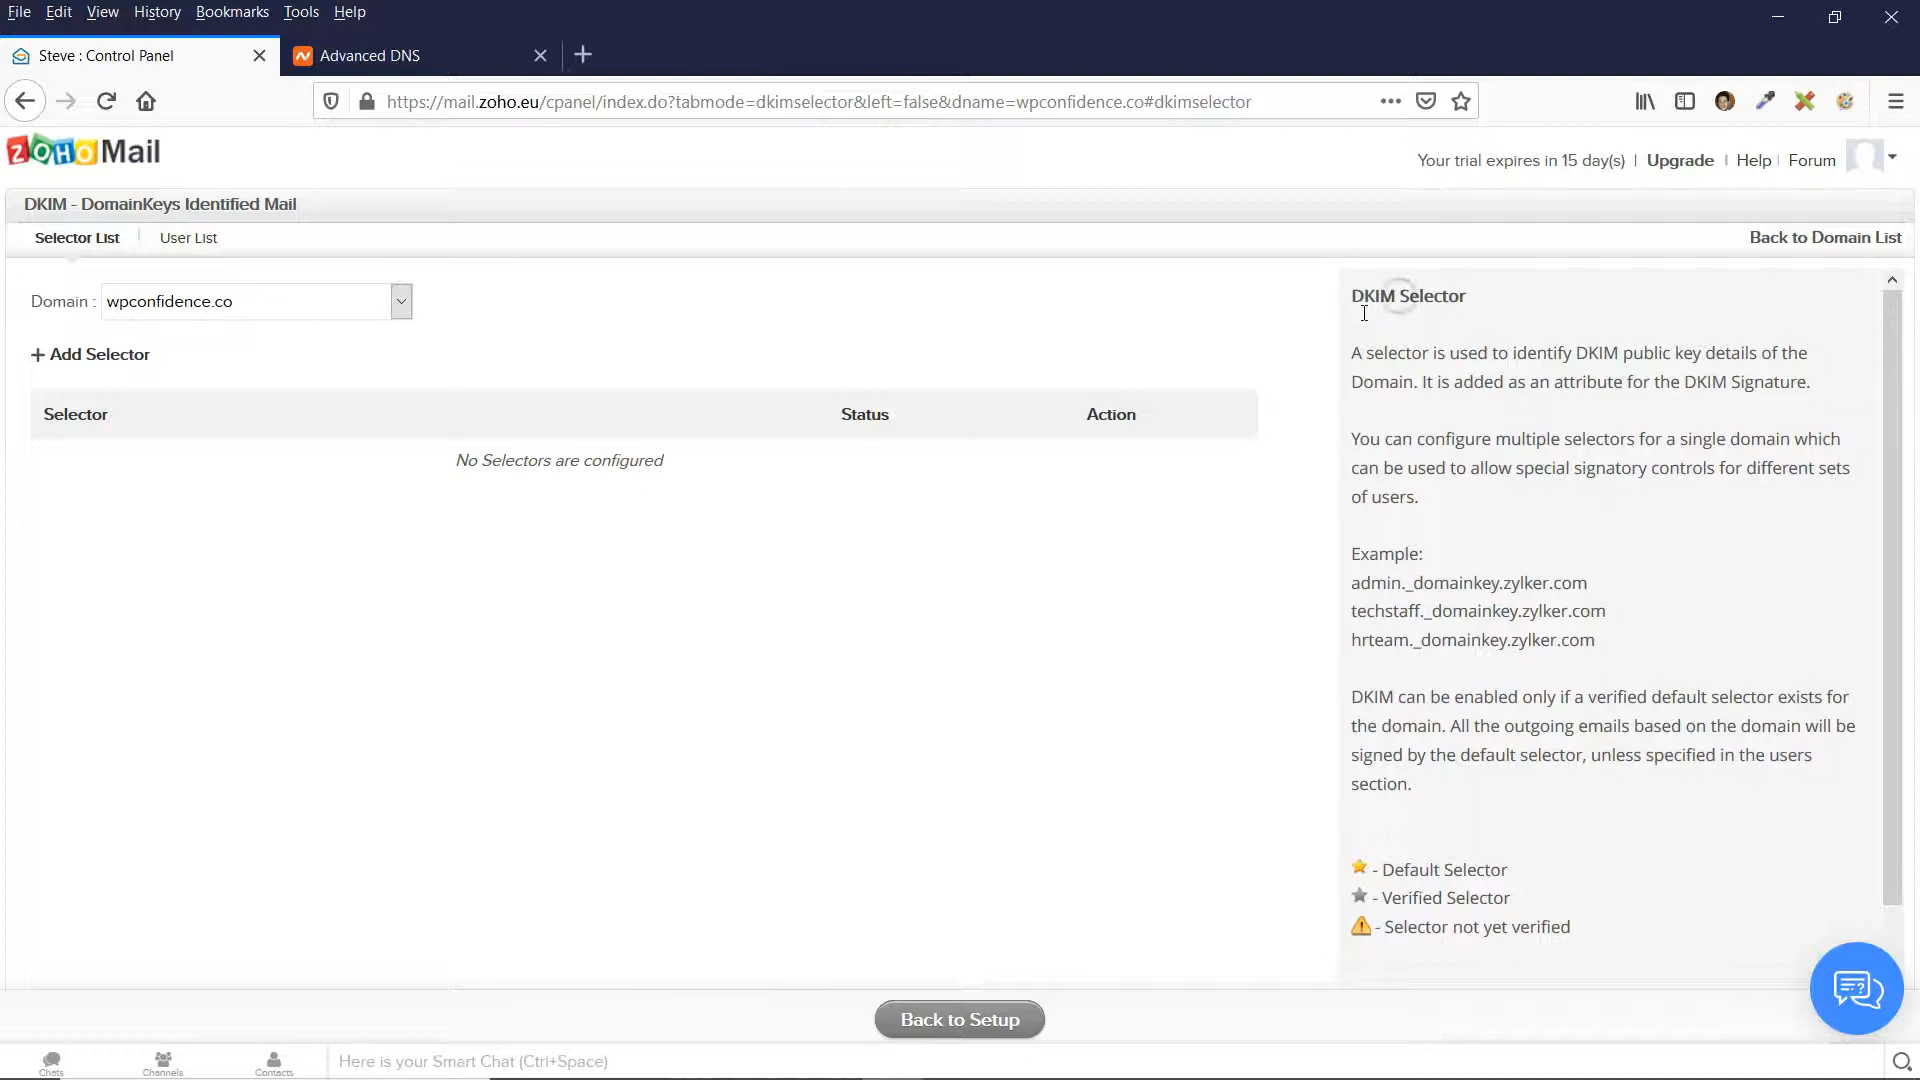 File Edit View History Bookmarks Tools Help
Steve : Control Panel
Advanced DNS
https://mail.zoho.eu/cpanel/index.do?tabmode=dkimselector&left=false&dname=wpconfidence.co#dkimselector
ZOHO Mail
Your trial expires in 15 day(s) | Upgrade | Help | Forum
DKIM - DomainKeys Identified Mail
Selector List
User List
Back to Domain List
Domain : wpconfidence.co
+ Add Selector
Selector Status Action
No Selectors are configured
DKIM Selector
A selector is used to identify DKIM public key details of the
Domain. It is added as an attribute for the DKIM Signature.
You can configure multiple selectors for a single domain which
can be used to allow special signatory controls for different sets
of users.
Example:
admin._domainkey.zylker.com
techstaff._domainkey.zylker.com
hrteam._domainkey.zylker.com
DKIM can be enabled only if a verified default selector exists for
the domain. All the outgoing emails based on the domain will be
signed by the default selector, unless specified in the users
section.
- Default Selector
- Verified Selector
- Selector not yet verified
Back to Setup
Chats
Channels
Contacts
Here is your Smart Chat (Ctrl+Space)